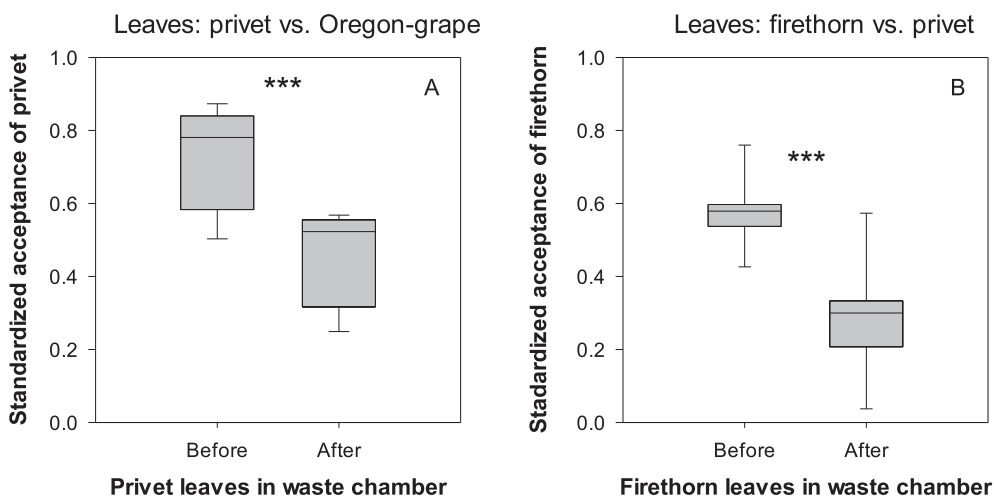 Leaves: privet vs. Oregon-grape
Standardized acceptance of privet
1.0
0.8
0.6
0.4
0.2
0.0
***
A
Before After
Privet leaves in waste chamber
Leaves: firethorn vs. privet
Stadardized acceptance of firethorn
1.0
0.8
0.6
0.4
0.2
0.0
B
***
Before After
Firethorn leaves in waste chamber